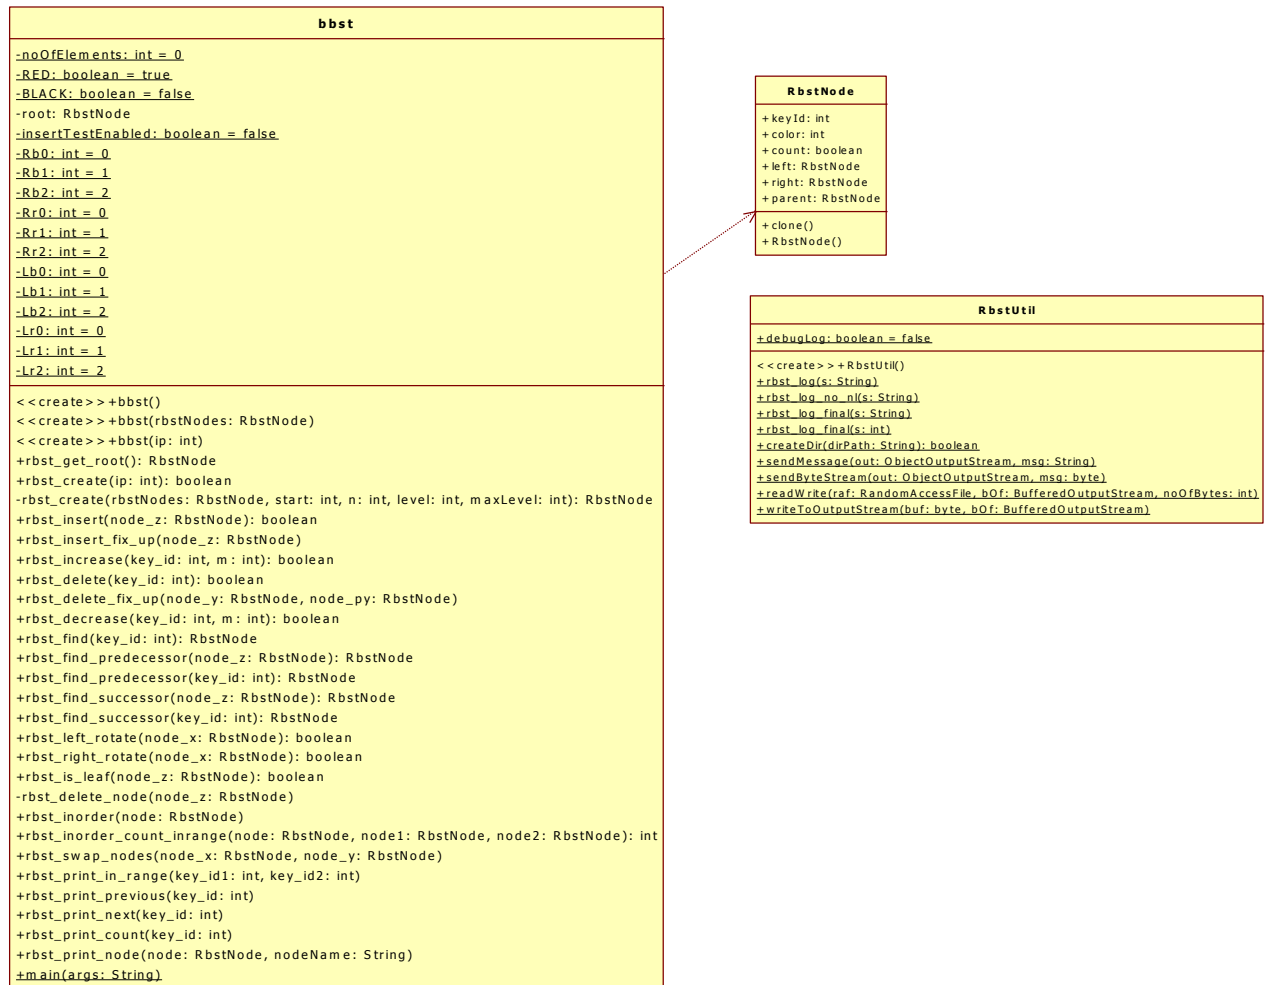 bbst
-noOfElements: int = 0
-RED: boolean = true
-BLACK: boolean = false
-root: RbstNode
-insertTestEnabled: boolean = false
-Rb0: int = 0
-Rb1: int = 1
-Rb2: int = 2
-Rr0: int = 0
-Rr1: int = 1
-Rr2: int = 2
-Lb0: int = 0
-Lb1: int = 1
-Lb2: int = 2
-Lr0: int = 0
-Lr1: int = 1
-Lr2: int = 2
<<create>>+bbst()
<<create>>+bbst(rbstNodes: RbstNode)
<<create>>+bbst(ip: int)
+rbst_get_root(): RbstNode
+rbst_create(ip: int): boolean
-rbst_create(rbstNodes: RbstNode, start: int, n: int, level: int, maxLevel: int): RbstNode
+rbst_insert(node_z: RbstNode): boolean
+rbst_insert_fix_up(node_z: RbstNode)
+rbst_increase(key_id: int, m: int): boolean
+rbst_delete(key_id: int): boolean
+rbst_delete_fix_up(node_y: RbstNode, node_py: RbstNode)
+rbst_decrease(key_id: int, m: int): boolean
+rbst_find(key_id: int): RbstNode
+rbst_find_predecessor(node_z: RbstNode): RbstNode
+rbst_find_predecessor(key_id: int): RbstNode
+rbst_find_successor(node_z: RbstNode): RbstNode
+rbst_find_successor(key_id: int): RbstNode
+rbst_left_rotate(node_x: RbstNode): boolean
+rbst_right_rotate(node_x: RbstNode): boolean
+rbst_is_leaf(node_z: RbstNode): boolean
-rbst_delete_node(node_z: RbstNode)
+rbst_inorder(node: RbstNode)
+rbst_inorder_count_inrange(node: RbstNode, node1: RbstNode, node2: RbstNode): int
+rbst_swap_nodes(node_x: RbstNode, node_y: RbstNode)
+rbst_print_in_range(key_id1: int, key_id2: int)
+rbst_print_previous(key_id: int)
+rbst_print_next(key_id: int)
+rbst_print_count(key_id: int)
+rbst_print_node(node: RbstNode, nodeName: String)
+main(args: String)
RbstNode
+keyId: int
+color: int
+count: boolean
+left: RbstNode
+right: RbstNode
+parent: RbstNode
+clone()
+RbstNode()
RbstUtil
+debugLog: boolean = false
<<create>>+RbstUtil()
+rbst_log(s: String)
+rbst_log_no_nl(s: String)
+rbst_log_final(s: String)
+rbst_log_final(s: int)
+createDir(dirPath: String): boolean
+sendMessage(out: ObjectOutputStream, msg: String)
+sendByteStream(out: ObjectOutputStream, msg: byte)
+readWrite(raf: RandomAccessFile, bOf: BufferedOutputStream, noOfBytes: int)
+writeToOutputStream(buf: byte, bOf: BufferedOutputStream)